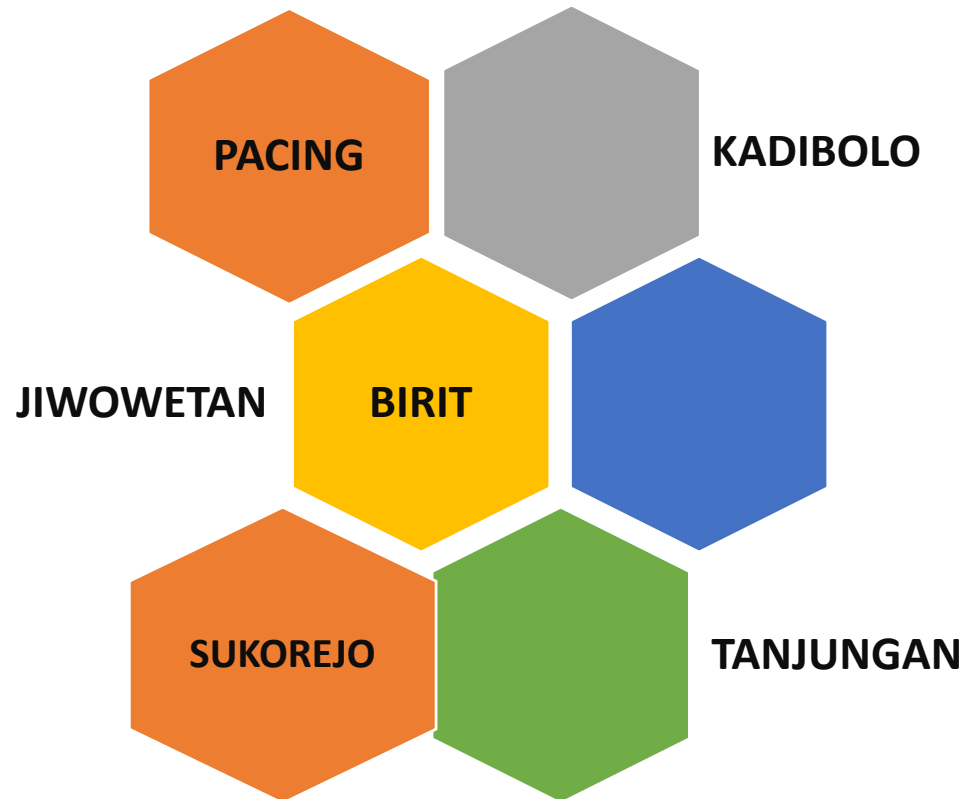 PACING
KADIBOLO
JIWOWETAN
BIRIT
SUKOREJO
TANJUNGAN